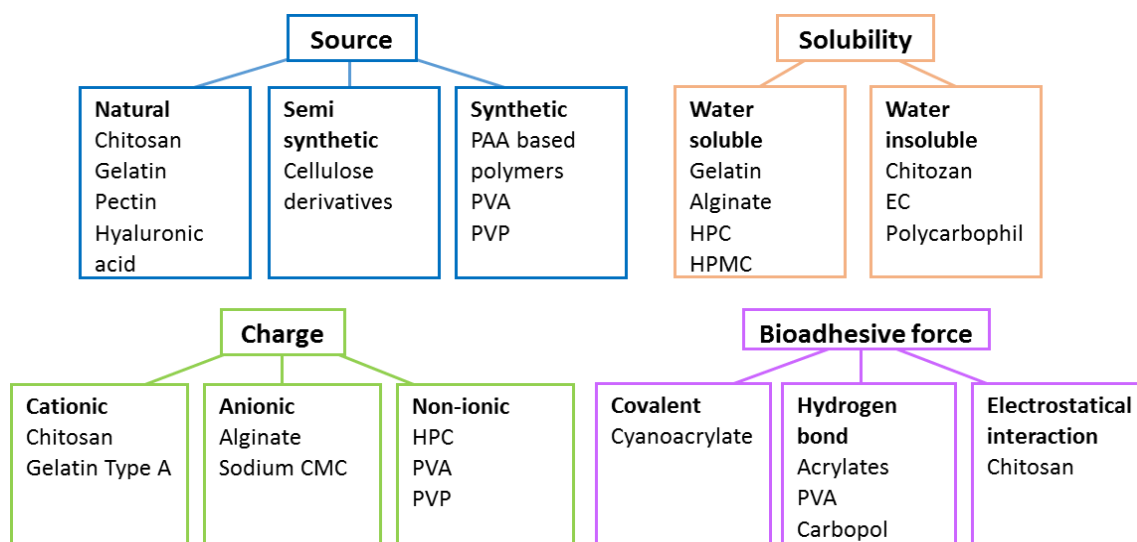 Source
Natural
Chitosan
Gelatin
Pectin
Hyaluronic
acid
Semi
synthetic
Cellulose
derivatives
Synthetic
PAA based
polymers
PVA
PVP
Solubility
Water
soluble
Gelatin
Alginate
HPC
HPMC
Water
insoluble
Chitozan
EC
Polycarbophil
Charge
Cationic
Chitosan
Gelatin Type A
Anionic
Alginate
Sodium CMC
Non-ionic
HPC
PVA
PVP
Bioadhesive force
Covalent
Cyanoacrylate
Hydrogen
bond
Acrylates
PVA
Carbopol
Electrostatical
interaction
Chitosan